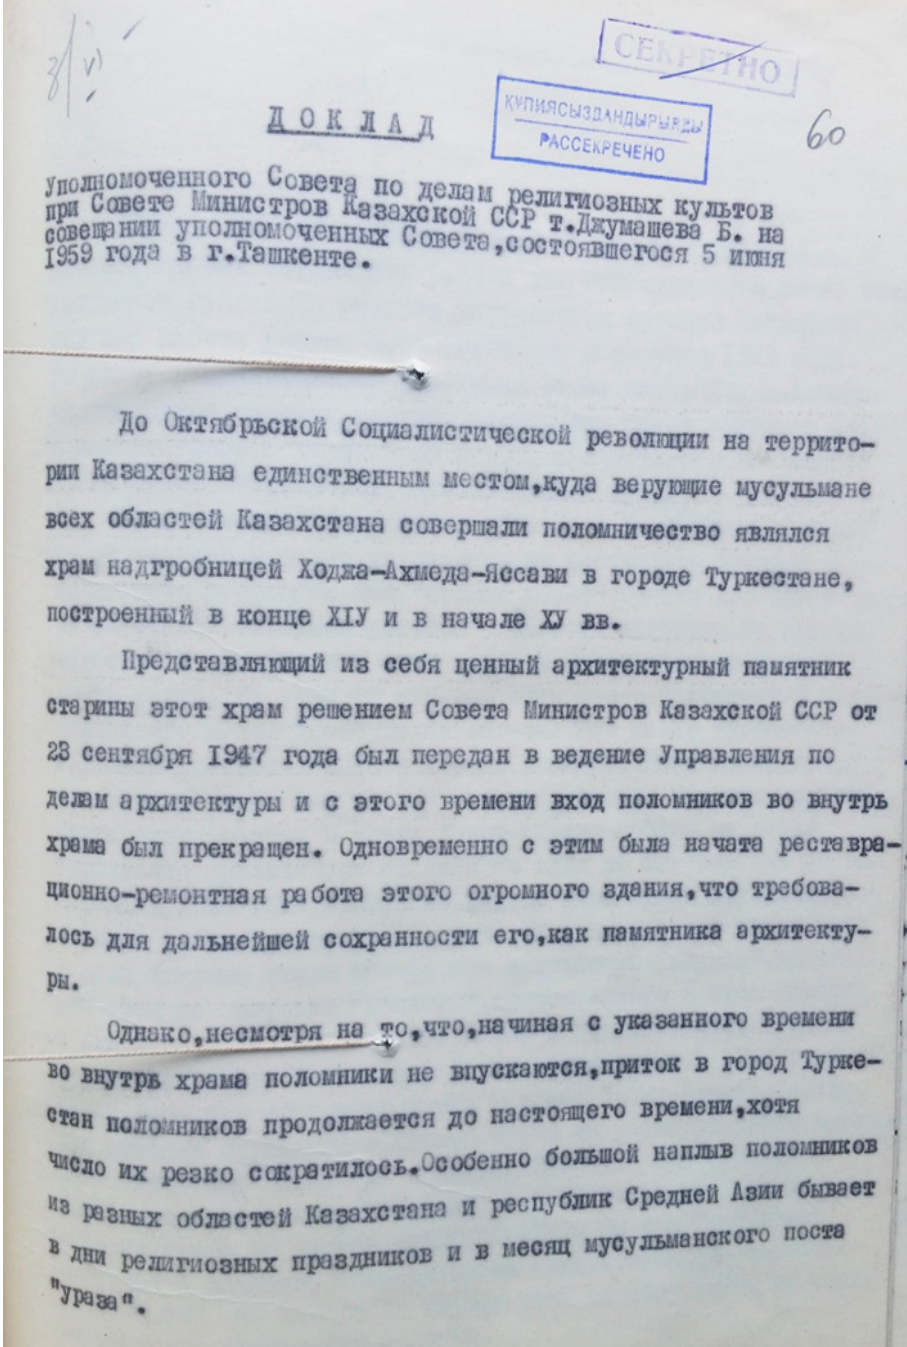 СЕКРЕТНО
ҚҰПИЯСЫЗДАНДЫРЫЛДЫ
РАССЕКРЕЧЕНО
60
ДОКЛАД
Уполномоченного Совета по делам религиозных культов
при Совете Министров Казахской ССР т.Джумашева Б. на
совещании уполномоченных Совета,состоявшегося 5 июня
1959 года в г.Ташкенте.
До Октябрьской Социалистической революции на террито-
рии Казахстана единственным местом,куда верующие мусульмане
всех областей Казахстана совершали поломничество являлся
храм надгробницей Ходжа-Ахмеда-Яссави в городе Туркестане,
построенный в конце ХIУ и в начале ХУ вв.
Представляющий из себя ценный архитектурный памятник
старины этот храм решением Совета Министров Казахской ССР от
23 сентября 1947 года был передан в ведение Управления по
делам архитектуры и с этого времени вход поломников во внутрь
храма был прекращен. Одновременно с этим была начата реставра-
ционно-ремонтная работа этого огромного здания,что требова-
лось для дальнейшей сохранности его,как памятника архитекту-
ры.
Однако,несмотря на то,что,начиная с указанного времени
во внутрь храма поломники не впускаются,приток в город Турке-
стан поломников продолжается до настоящего времени,хотя
число их резко сократилось.Особенно большой наплыв поломников
из разных областей Казахстана и республик Средней Азии бывает
в дни религиозных праздников и в месяц мусульманского поста
"ураза".